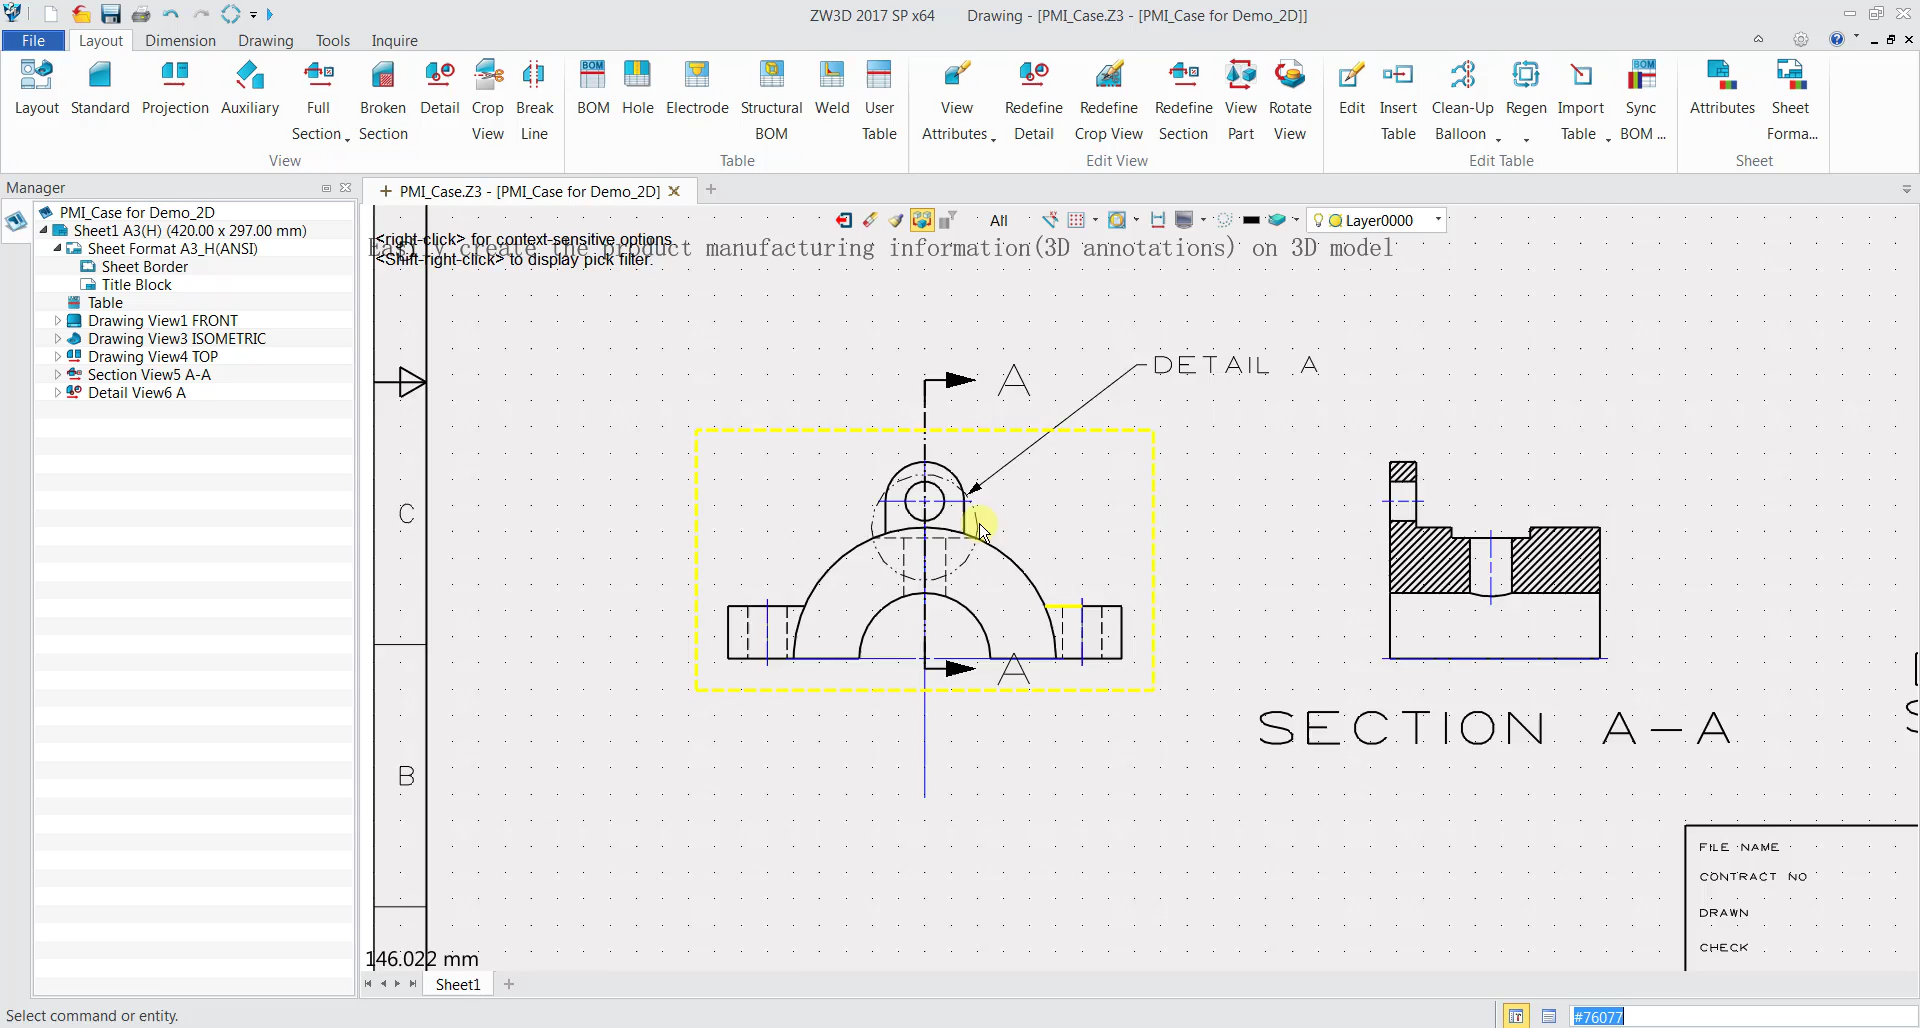 ZW3D 2017 SP x64 Drawing - [PMI_Case.Z3 - [PMI_Case for Demo_2D]]
File Layout Dimension Drawing Tools Inquire
Layout Standard Projection Auxiliary Full Section Broken Section Detail Crop View Break Line BOM Hole Electrode Structural BOM Weld User Table View Attributes Redefine Detail Redefine Crop View Redefine Section View Part Rotate View Edit Insert Table Clean-Up Balloon Regen Import Table Sync BOM ... Attributes Sheet Forma...
View Table Edit View Edit Table Sheet
Manager
PMI_Case for Demo_2D
Sheet1 A3(H) (420.00 x 297.00 mm)
Sheet Format A3_H(ANSI)
Sheet Border
Title Block
Table
Drawing View1 FRONT
Drawing View3 ISOMETRIC
Drawing View4 TOP
Section View5 A-A
Detail View6 A
PMI_Case.Z3 - [PMI_Case for Demo_2D]
All
Layer0000
<right-click> for context-sensitive options.
<Shift-right-click> to display pick filter.
create the product manufacturing information(3D annotations) on 3D model
DETAIL A
A
A
C
B
SECTION A-A
FILE NAME
CONTRACT NO
DRAWN
CHECK
146.022 mm
Sheet1
Select command or entity.
#76077